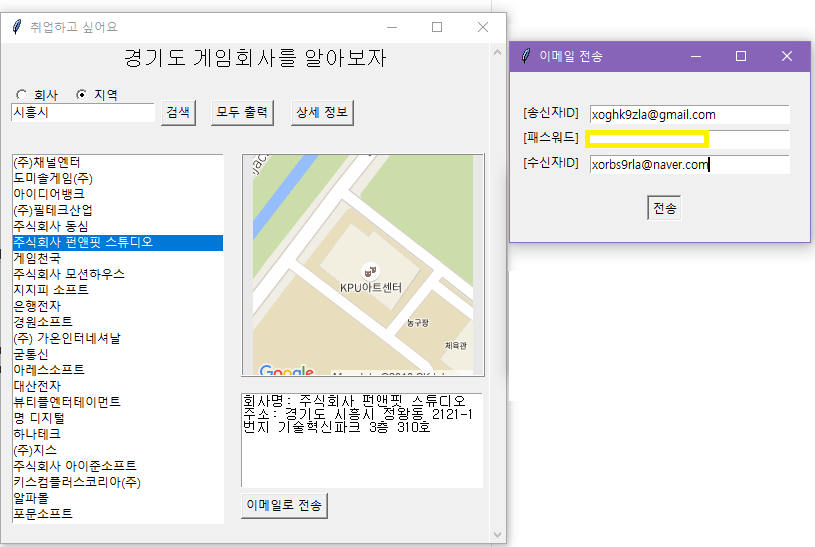 취업하고 싶어요
경기도 게임회사를 알아보자
회사 지역
시흥시 검색 모두 출력 상세 정보
(주)채널엔터
도미솔게임(주)
아이디어뱅크
(주)필테크산업
주식회사 동심
주식회사 펀앤핏 스튜디오
게임천국
주식회사 모션하우스
지지피 소프트
은행전자
경원소프트
(주) 가온인터네셔날
굳통신
아레스소프트
대산전자
뷰티플엔터테이먼트
명 디지털
하나테크
(주)지스
주식회사 아이준소프트
키스컴플러스코리아(주)
알파몰
포문소프트
KPU아트센터
농구장
체육관
Google
회사명: 주식회사 펀앤핏 스튜디오
주소: 경기도 시흥시 정왕동 2121-1
번지 기술혁신파크 3층 310호
이메일로 전송
이메일 전송
[송신자ID] xoghk9zla@gmail.com
[패스워드]
[수신자ID] xorbs9rla@naver.com
전송